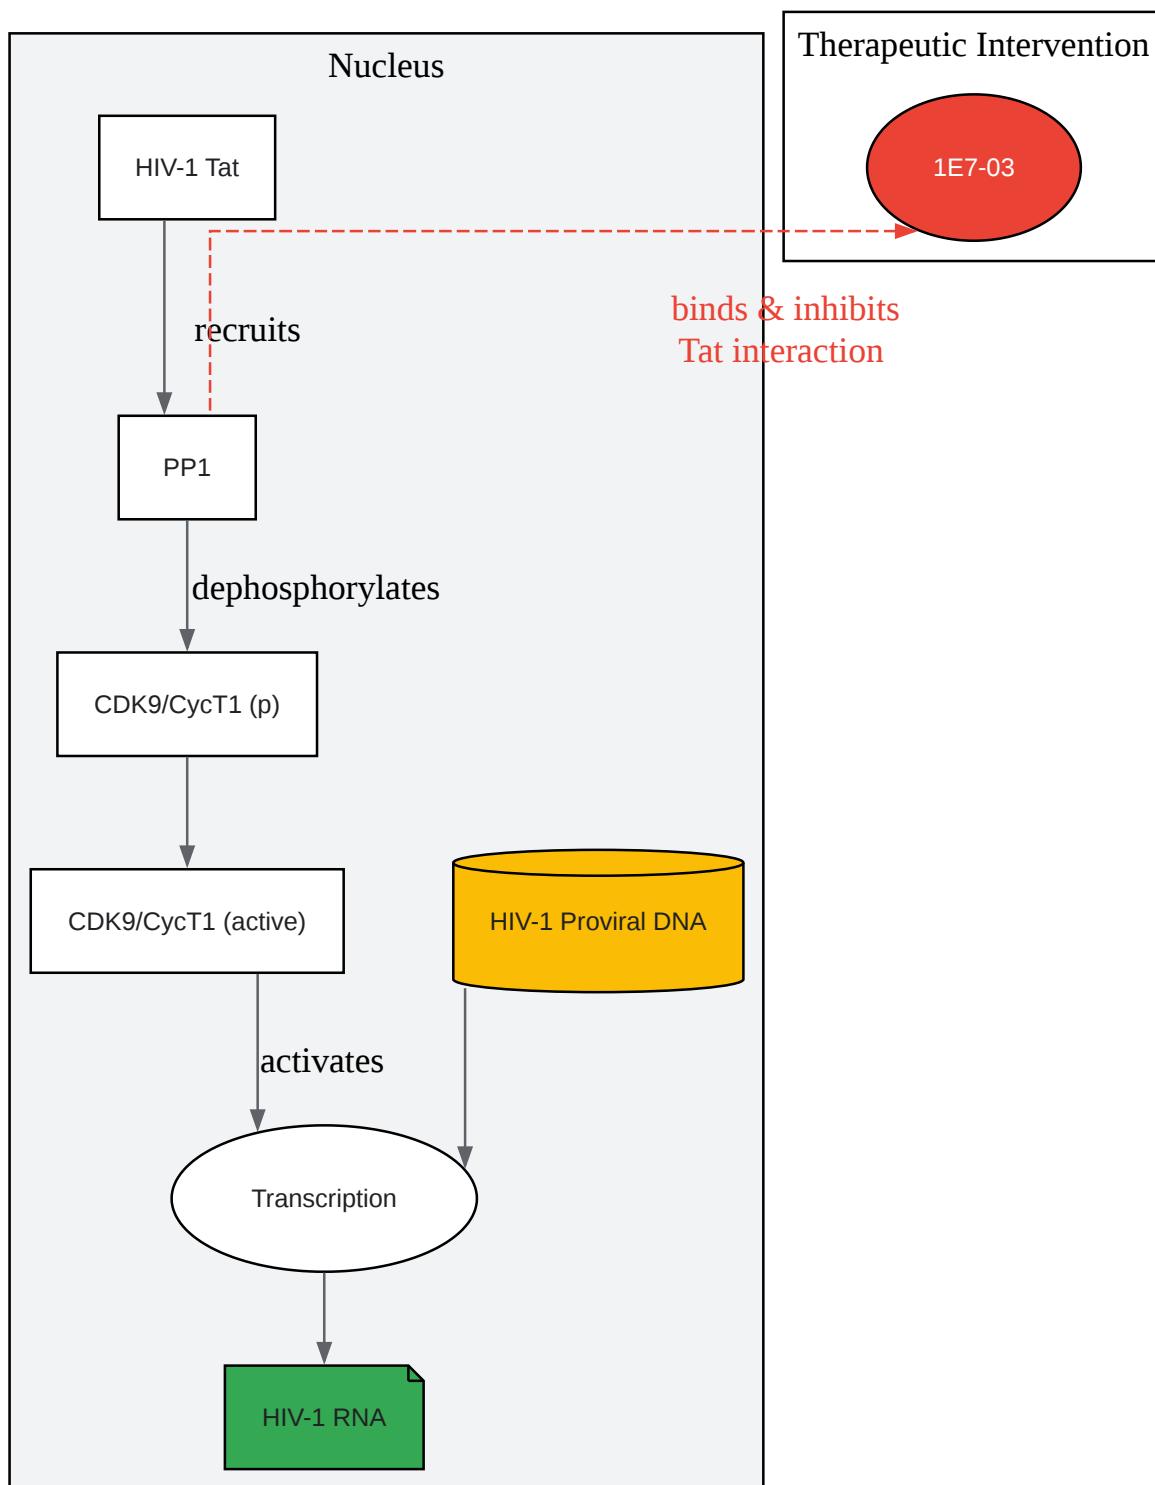 Therapeutic Intervention
Nucleus
HIV-1 Tat
1E7-03
recruits
binds & inhibits
Tat interaction
PP1
dephosphorylates
CDK9/CycT1 (p)
CDK9/CycT1 (active)
HIV-1 Proviral DNA
activates
Transcription
HIV-1 RNA